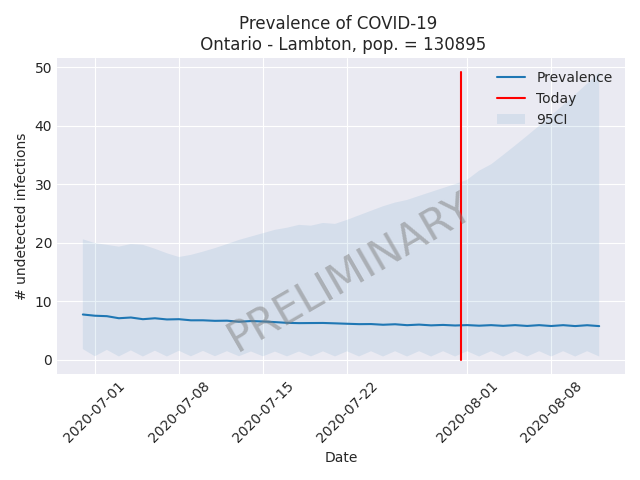 Prevalence of COVID-19
Ontario - Lambton, pop. = 130895
50
40
30
20
10
0
# undetected infections
Prevalence
Today
95CI
PRELIMINARY
2020-07-01
2020-07-08
2020-07-15
2020-07-22
2020-08-01
2020-08-08
Date